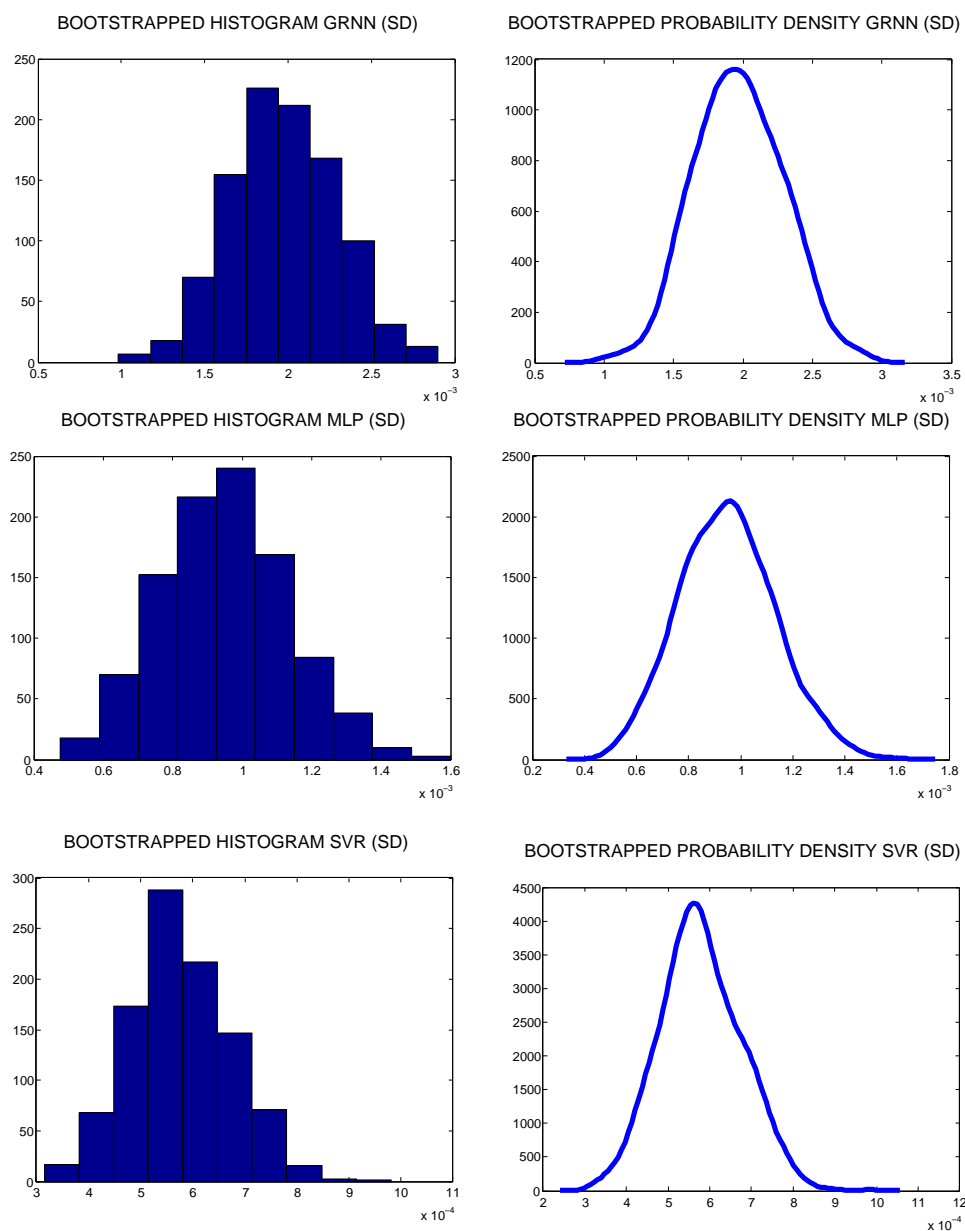 BOOTSTRAPPED HISTOGRAM GRNN (SD)
250
200
150
100
50
0
0.5 1 1.5 2 2.5 3
x 10⁻³
BOOTSTRAPPED PROBABILITY DENSITY GRNN (SD)
1200
1000
800
600
400
200
0
0.5 1 1.5 2 2.5 3 3.5
x 10⁻³
BOOTSTRAPPED HISTOGRAM MLP (SD)
250
200
150
100
50
0
0.4 0.6 0.8 1 1.2 1.4 1.6
x 10⁻³
BOOTSTRAPPED PROBABILITY DENSITY MLP (SD)
2500
2000
1500
1000
500
0
0.2 0.4 0.6 0.8 1 1.2 1.4 1.6 1.8
x 10⁻³
BOOTSTRAPPED HISTOGRAM SVR (SD)
300
250
200
150
100
50
0
3 4 5 6 7 8 9 10 11
x 10⁻⁴
BOOTSTRAPPED PROBABILITY DENSITY SVR (SD)
4500
4000
3500
3000
2500
2000
1500
1000
500
0
2 3 4 5 6 7 8 9 10 11 12
x 10⁻⁴